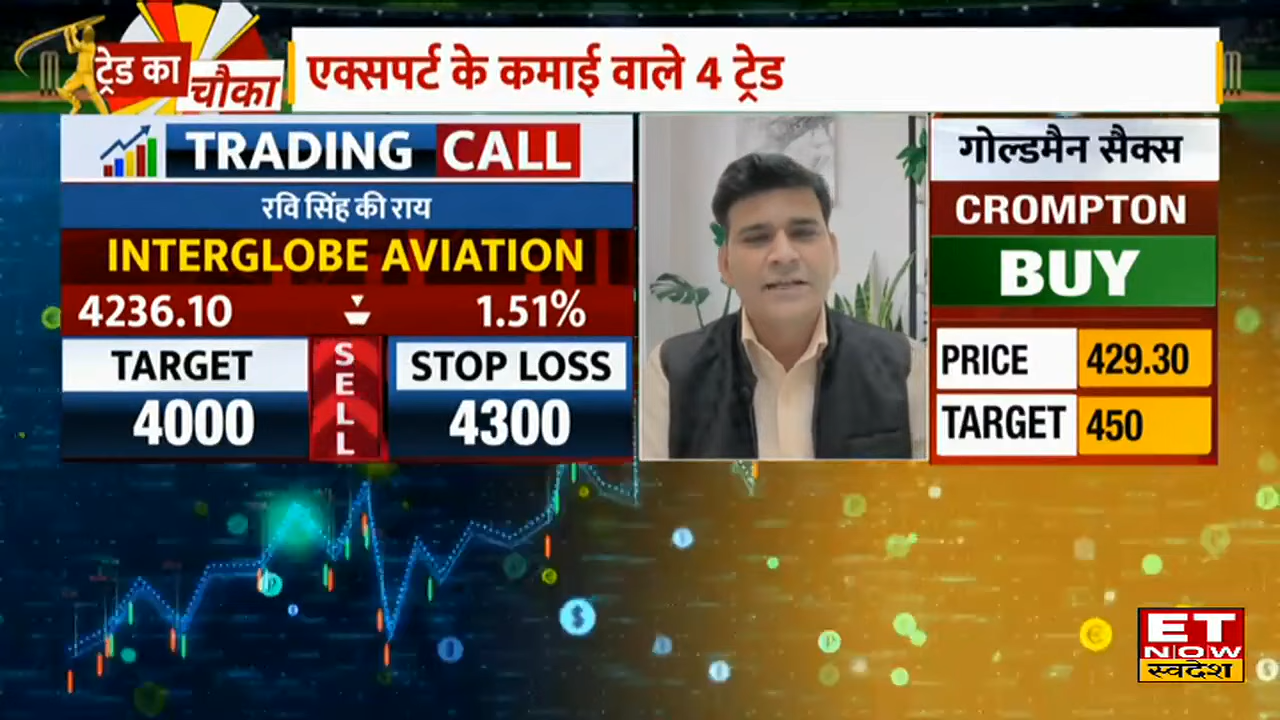 ट्रेड का
चौका
एक्सपर्ट के कमाई वाले 4 ट्रेड
TRADING CALL
रवि सिंह की राय
INTERGLOBE AVIATION
4236.10 1.51%
TARGET
4000
SELL
STOP LOSS
4300
गोल्डमैन सैक्स
CROMPTON
BUY
PRICE 429.30
TARGET 450
ET
NOW
स्वदेश